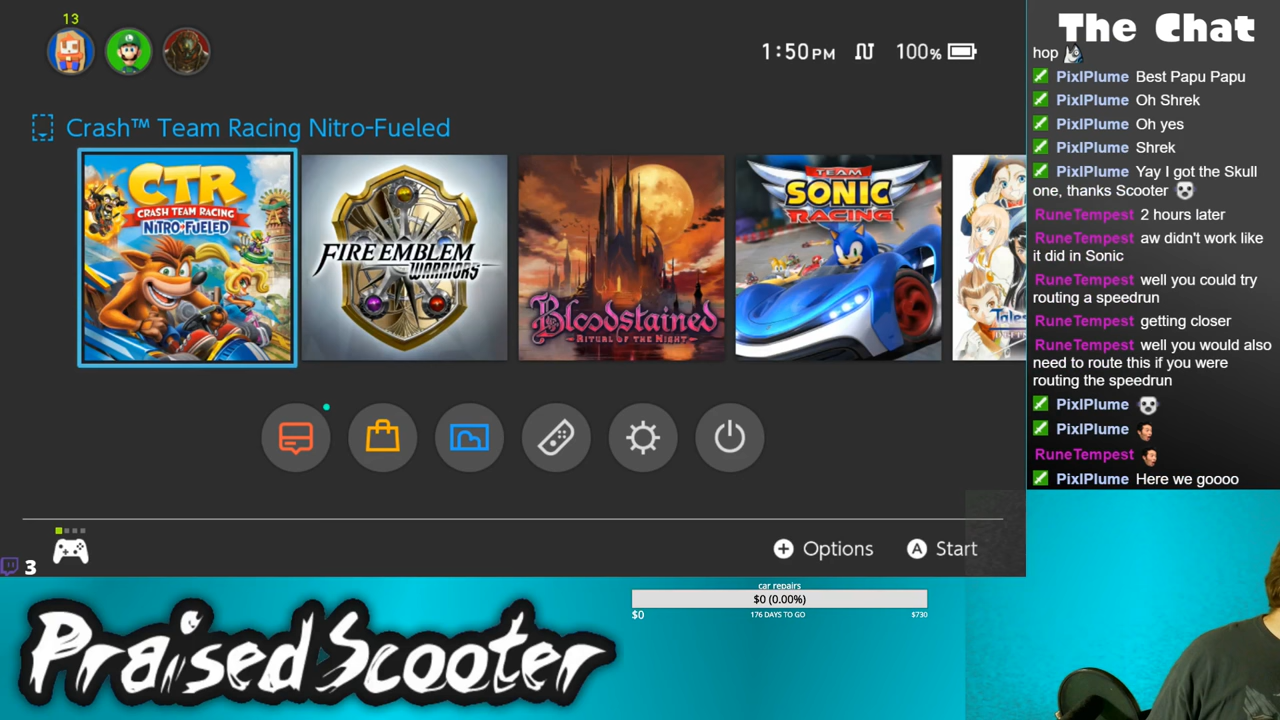 13
1:50PM
100%
Crash™ Team Racing Nitro-Fueled
CTR
CRASH TEAM RACING
NITRO-FUELED
FIRE EMBLEM
WARRIORS
Bloodstained
RITUAL OF THE NIGHT
TEAM
SONIC
RACING
Tales
Options
A Start
3
PraisedScooter
car repairs
$0 (0.00%)
$0
176 DAYS TO GO
$730
The Chat
hop
PixlPlume Best Papu Papu
PixlPlume Oh Shrek
PixlPlume Oh yes
PixlPlume Shrek
PixlPlume Yay I got the Skull
one, thanks Scooter
RuneTempest 2 hours later
RuneTempest aw didn't work like
it did in Sonic
RuneTempest well you could try
routing a speedrun
RuneTempest getting closer
RuneTempest well you would also
need to route this if you were
routing the speedrun
PixlPlume
PixlPlume
RuneTempest
PixlPlume Here we goooo